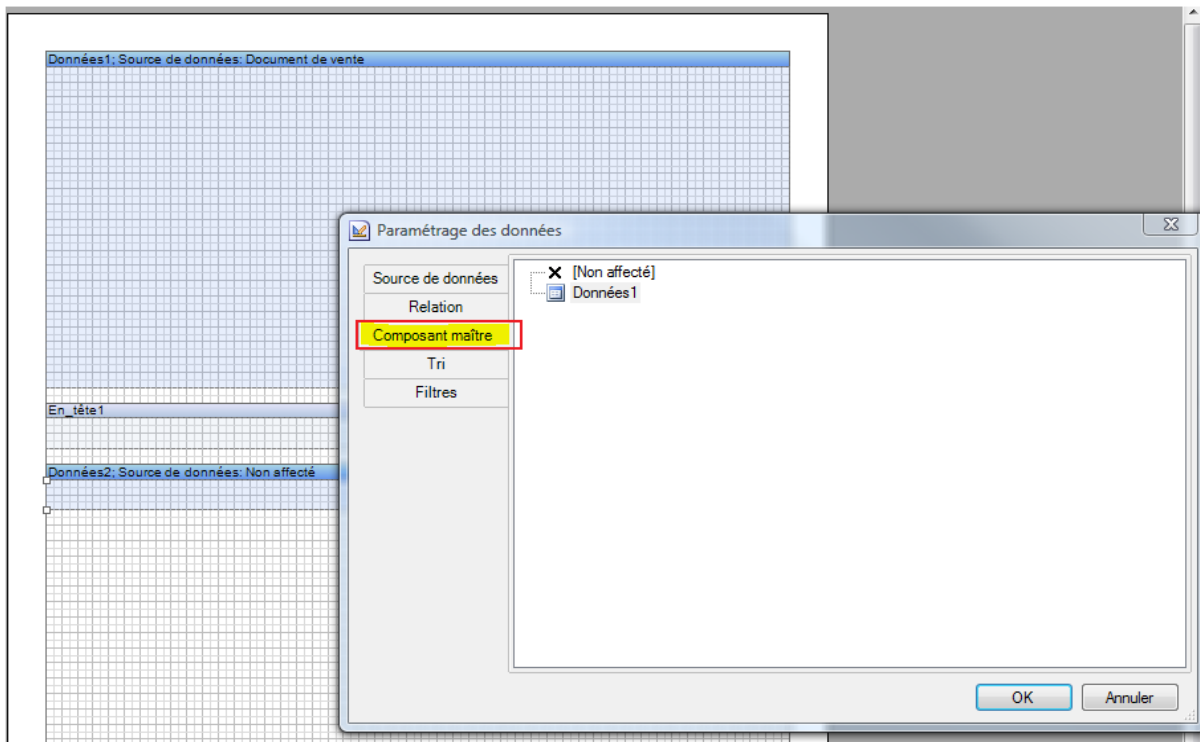 Données1; Source de données: Document de vente
Paramétrage des données
Source de données
Relation
Composant maître
Tri
Filtres
[Non affecté]
Données1
En_tête1
Données2; Source de données: Non affecté
OK
Annuler